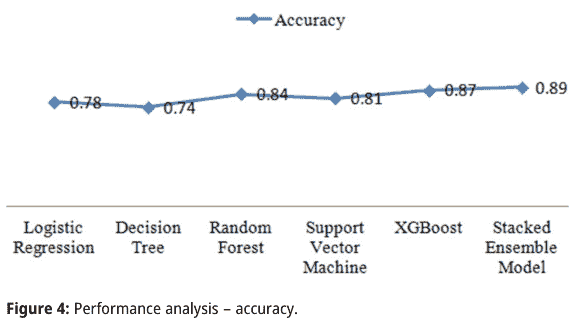 Accuracy
0.78 0.74 0.84 0.81 0.87 0.89
Logistic Regression
Decision Tree
Random Forest
Support Vector Machine
XGBoost
Stacked Ensemble Model
Figure 4: Performance analysis – accuracy.